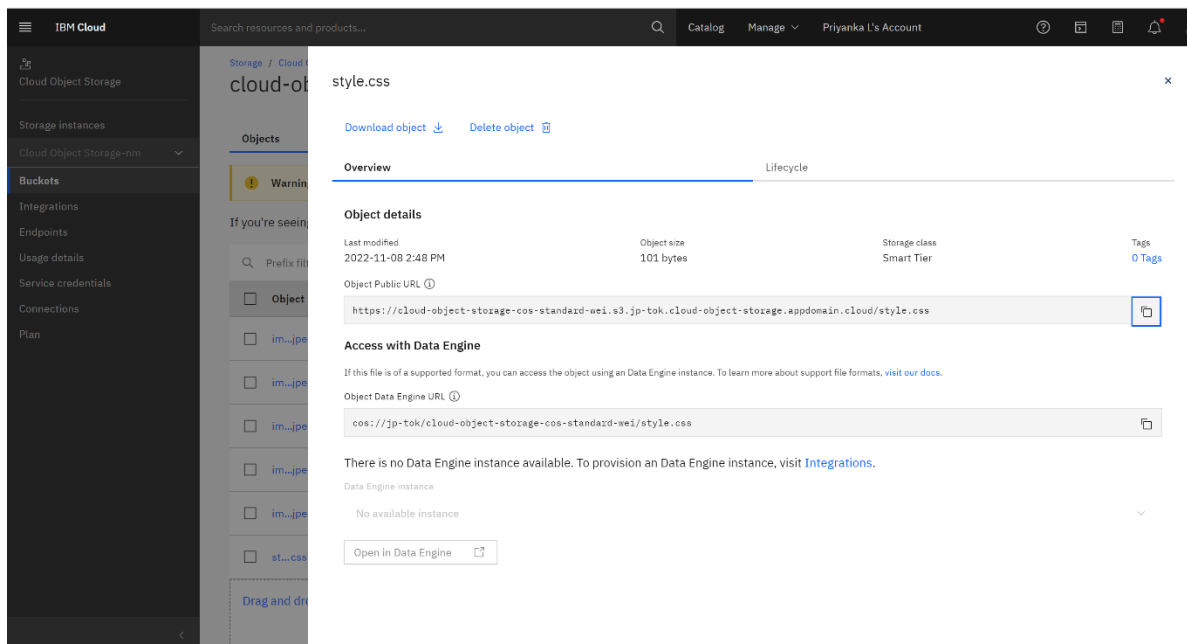 IBM Cloud
Search resources and products...
Catalog
Manage
Priyanka L's Account
Cloud Object Storage
Storage instances
Cloud Object Storage-nm
Buckets
Integrations
Endpoints
Usage details
Service credentials
Connections
Plan
Storage / Cloud
cloud-ob
Objects
Warnin
If you're seein
Prefix filt
Object
im...jpe
im...jpe
im...jpe
im...jpe
im...jpe
st...css
Drag and dr
style.css
Download object
Delete object
Overview
Lifecycle
Object details
Last modified
2022-11-08 2:48 PM
Object size
101 bytes
Storage class
Smart Tier
Tags
0 Tags
Object Public URL
https://cloud-object-storage-cos-standard-wei.s3.jp-tok.cloud-object-storage.appdomain.cloud/style.css
Access with Data Engine
If this file is of a supported format, you can access the object using an Data Engine instance. To learn more about support file formats, visit our docs.
Object Data Engine URL
cos://jp-tok/cloud-object-storage-cos-standard-wei/style.css
There is no Data Engine instance available. To provision an Data Engine instance, visit Integrations.
Data Engine instance
No available instance
Open in Data Engine